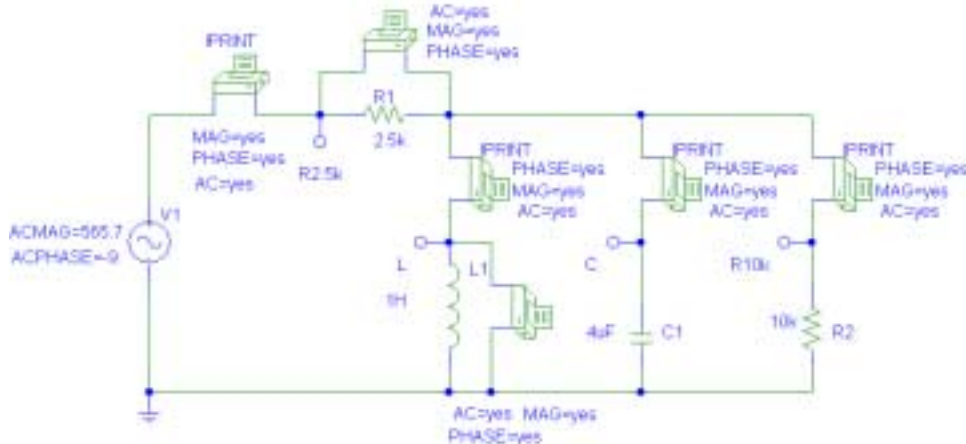 AC=yes
MAG=yes
PHASE=yes
IPRINT
R1
2.5k
MAG=yes
PHASE=yes
AC=yes
R2.5k
IPRINT
PHASE=yes
MAG=yes
AC=yes
IPRINT
PHASE=yes
MAG=yes
AC=yes
IPRINT
PHASE=yes
MAG=yes
AC=yes
V1
ACMAG=565.7
ACPHASE=-9
L
L1
1H
C
4uF
C1
R10k
10k
R2
AC=yes MAG=yes
PHASE=yes